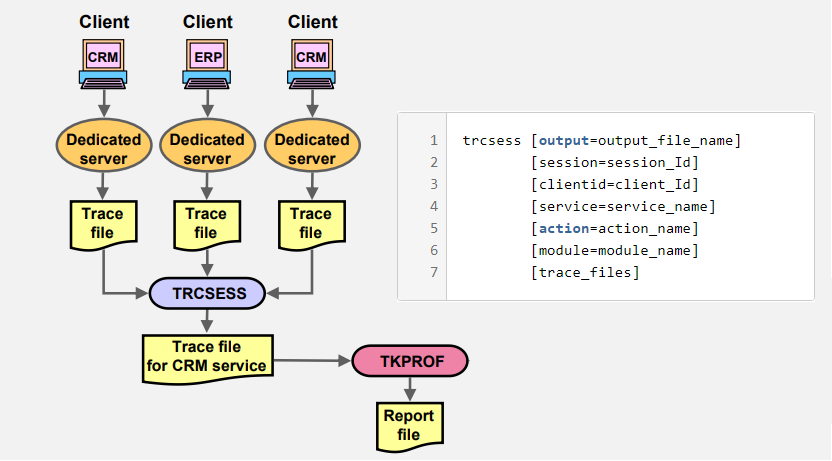 Client Client Client
CRM ERP CRM
Dedicated server
Dedicated server
Dedicated server
Trace file
Trace file
Trace file
TRCSESS
Trace file
for CRM service
TKPROF
Report
file
1 trcsess [output=output_file_name]
2 [session=session_Id]
3 [clientid=client_Id]
4 [service=service_name]
5 [action=action_name]
6 [module=module_name]
7 [trace_files]